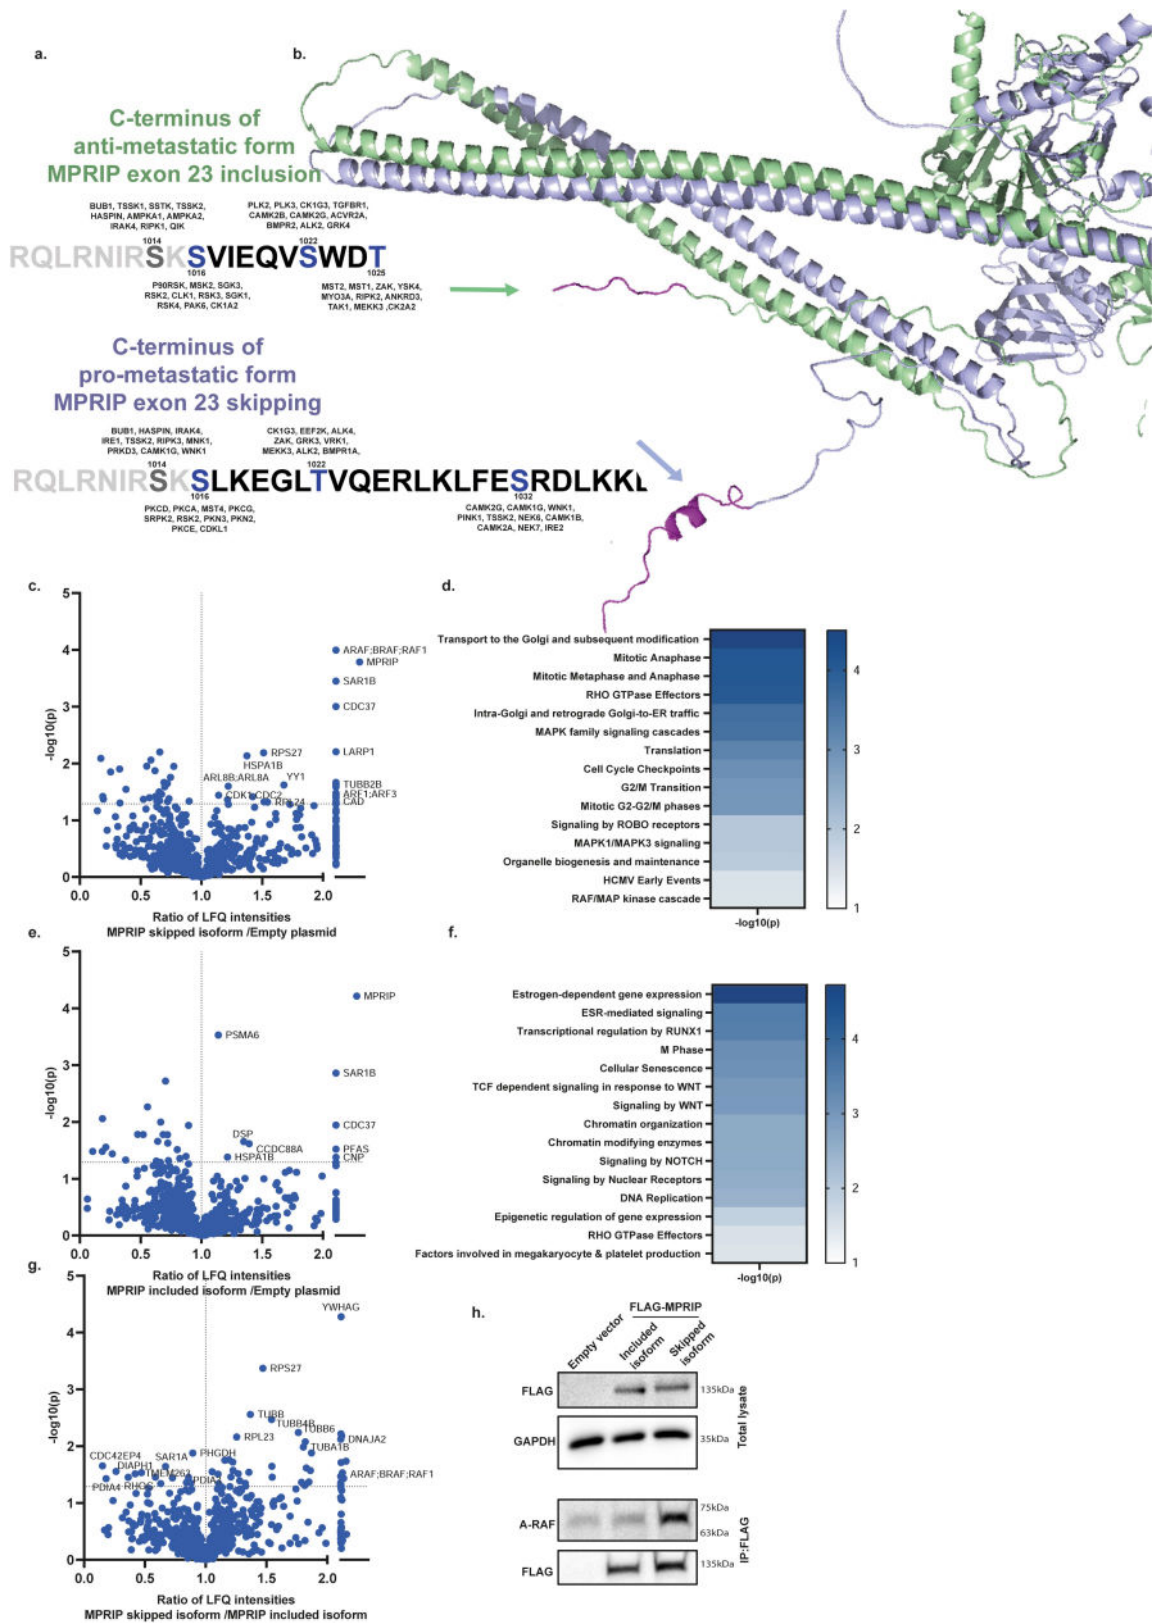 a.
b.
C-terminus of
anti-metastatic form
MPRIP exon 23 inclusion
BUB1, TSSK1, SSTK, TSSK2,
HASPIN, AMPKA1, AMPKA2,
IRAK4, RIPK1, QIK
PLK2, PLK3, CK1G3, TGFBR1,
CAMK2B, CAMK2G, ACVR2A,
BMPR2, ALK2, GRK4
1014
1022
RQLRNIRSKSVIEQVSWDT
1016
1025
P90RSK, MSK2, SGK3,
RSK2, CLK1, RSK3, SGK1,
RSK4, PAK6, CK1A2
MST2, MST1, ZAK, YSK4,
MYO3A, RIPK2, ANKRD3,
TAK1, MEKK3 ,CK2A2
C-terminus of
pro-metastatic form
MPRIP exon 23 skipping
BUB1, HASPIN, IRAK4,
IRE1, TSSK2, RIPK3, MNK1,
PRKD3, CAMK1G, WNK1
CK1G3, EEF2K, ALK4,
ZAK, GRK3, VRK1,
MEKK3, ALK2, BMPR1A,
1014
1022
RQLRNIRSKSLKEGLTVQERLKLFESRDLKKL
1016
1032
PKCD, PKCA, MST4, PKCG,
SRPK2, RSK2, PKN3, PKN2,
PKCE, CDKL1
CAMK2G, CAMK1G, WNK1,
PINK1, TSSK2, NEK6, CAMK1B,
CAMK2A, NEK7, IRE2
c.
5
4
3
2
1
0
-log10(p)
ARAF;BRAF;RAF1
MPRIP
SAR1B
CDC37
LARP1
RPS27
HSPA1B
YY1
ARL8B;ARL8A
TUBB2B
CDK1;CDC2
ARF1;ARF3
RPL24
CAD
0.0 0.5 1.0 1.5 2.0
Ratio of LFQ intensities
MPRIP skipped isoform /Empty plasmid
d.
Transport to the Golgi and subsequent modification
Mitotic Anaphase
Mitotic Metaphase and Anaphase
RHO GTPase Effectors
Intra-Golgi and retrograde Golgi-to-ER traffic
MAPK family signaling cascades
Translation
Cell Cycle Checkpoints
G2/M Transition
Mitotic G2-G2/M phases
Signaling by ROBO receptors
MAPK1/MAPK3 signaling
Organelle biogenesis and maintenance
HCMV Early Events
RAF/MAP kinase cascade
-log10(p)
4
3
2
1
e.
5
4
3
2
1
0
-log10(p)
MPRIP
PSMA6
SAR1B
CDC37
DSP
CCDC88A
PFAS
HSPA1B
CNP
0.0 0.5 1.0 1.5 2.0
Ratio of LFQ intensities
MPRIP included isoform /Empty plasmid
f.
Estrogen-dependent gene expression
ESR-mediated signaling
Transcriptional regulation by RUNX1
M Phase
Cellular Senescence
TCF dependent signaling in response to WNT
Signaling by WNT
Chromatin organization
Chromatin modifying enzymes
Signaling by NOTCH
Signaling by Nuclear Receptors
DNA Replication
Epigenetic regulation of gene expression
RHO GTPase Effectors
Factors involved in megakaryocyte & platelet production
-log10(p)
4
3
2
1
g.
5
4
3
2
1
0
-log10(p)
YWHAG
RPS27
TUBB
TUBB4B
TUBB6
RPL23
DNAJA2
TUBA1B
PHGDH
CDC42EP4
SAR1A
DIAPH1
TMEM263
ARAF;BRAF;RAF1
PDIA4
RHOG
0.0 0.5 1.0 1.5 2.0
Ratio of LFQ intensities
MPRIP skipped isoform /MPRIP included isoform
h.
FLAG-MPRIP
Empty vector
Included isoform
Skipped isoform
FLAG
135kDa
GAPDH
35kDa
Total lysate
A-RAF
75kDa
63kDa
FLAG
135kDa
IP:FLAG